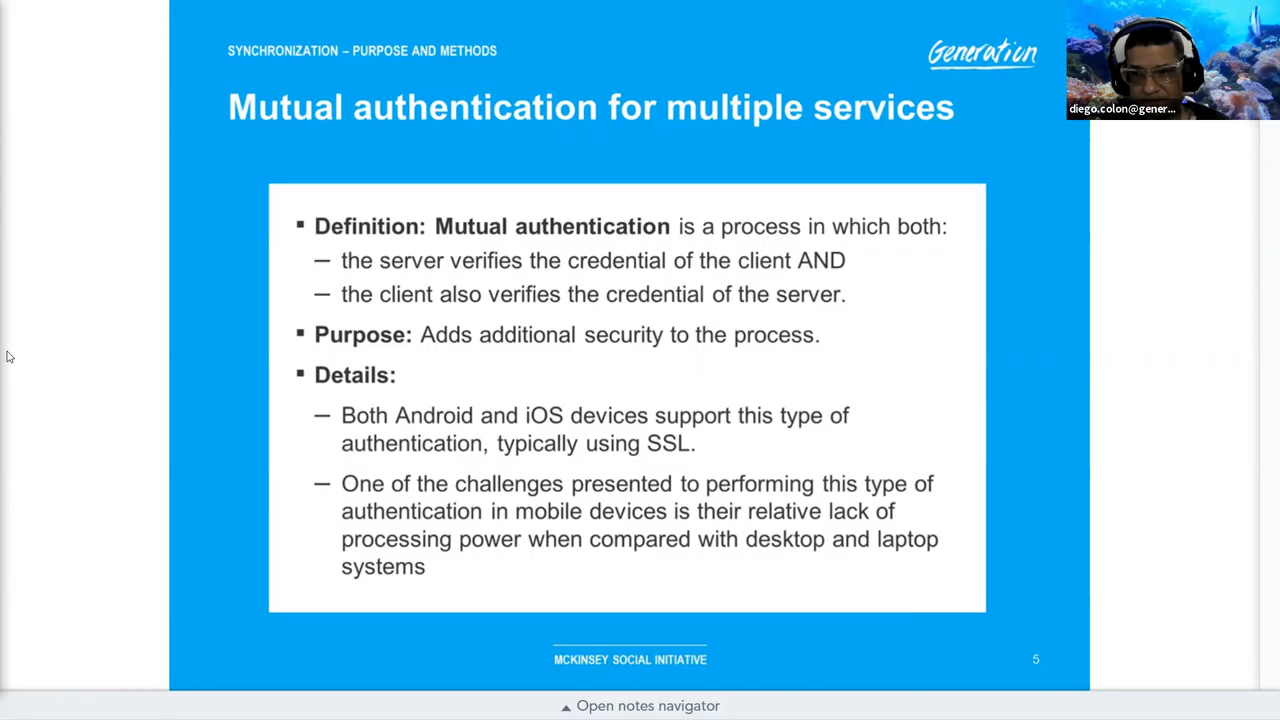 SYNCHRONIZATION – PURPOSE AND METHODS
Generation
diego.colon@gener...
Mutual authentication for multiple services
▪ Definition: Mutual authentication is a process in which both:
– the server verifies the credential of the client AND
– the client also verifies the credential of the server.
▪ Purpose: Adds additional security to the process.
▪ Details:
– Both Android and iOS devices support this type of
authentication, typically using SSL.
– One of the challenges presented to performing this type of
authentication in mobile devices is their relative lack of
processing power when compared with desktop and laptop
systems
MCKINSEY SOCIAL INITIATIVE
5
Open notes navigator